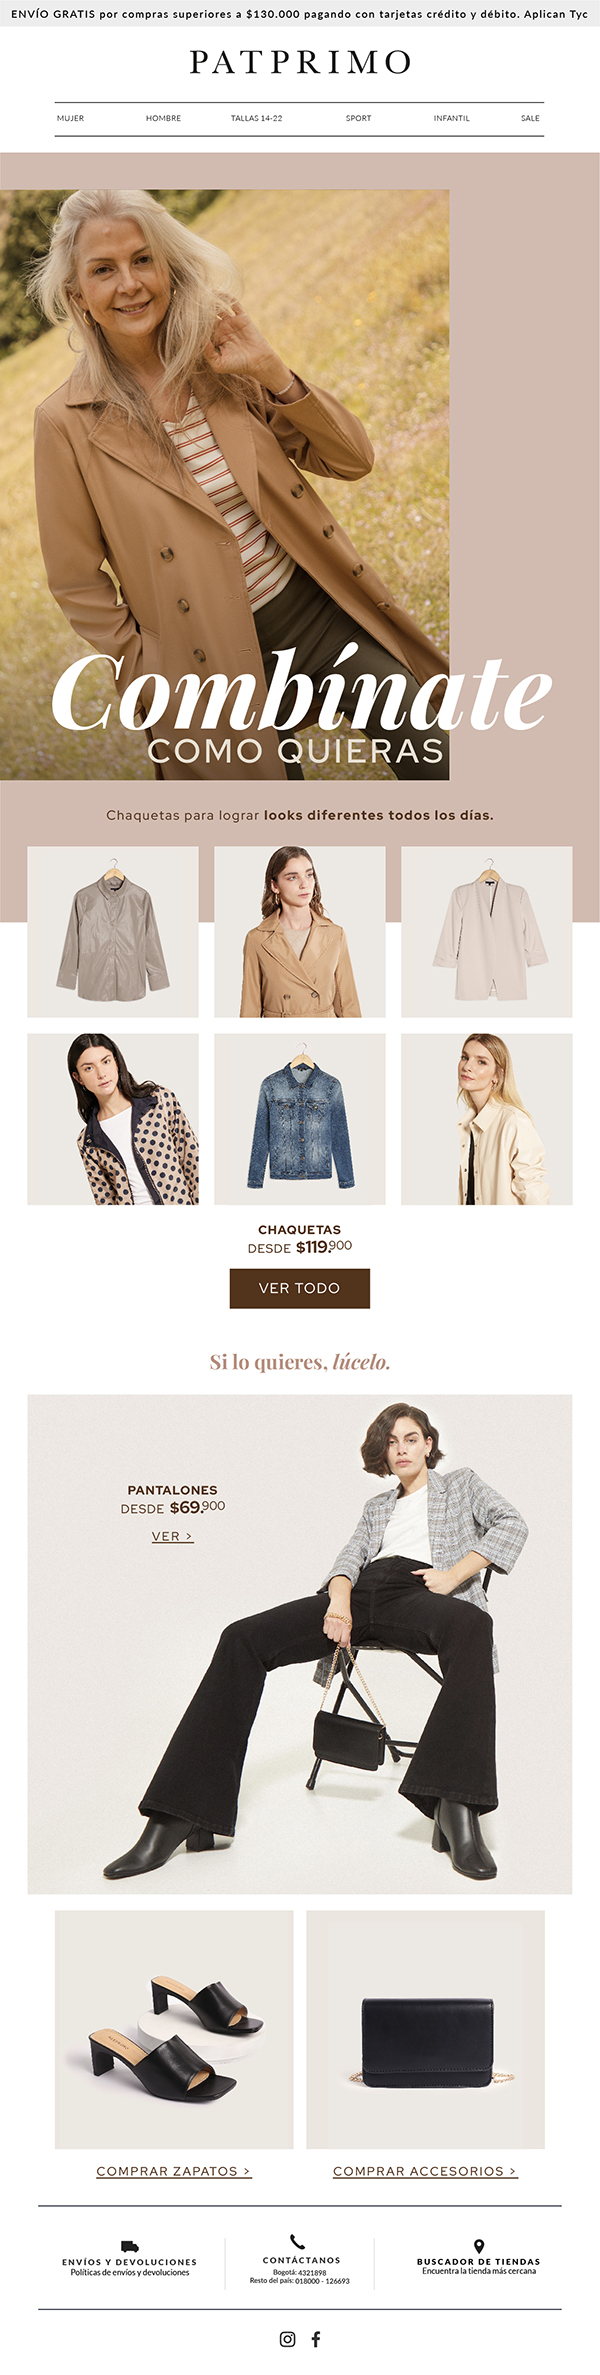 ENVÍO GRATIS por compras superiores a $130.000 pagando con tarjetas crédito y débito. Aplican Tyc
PATPRIMO
MUJER HOMBRE TALLAS 14-22 SPORT INFANTIL SALE
Combínate
COMO QUIERAS
Chaquetas para lograr looks diferentes todos los días.
CHAQUETAS
DESDE $119.900
VER TODO
Si lo quieres, lúcelo.
PANTALONES
DESDE $69.900
VER >
COMPRAR ZAPATOS >
COMPRAR ACCESORIOS >
ENVÍOS Y DEVOLUCIONES
Políticas de envíos y devoluciones
CONTÁCTANOS
Bogotá: 4321898
Resto del país: 018000 - 126693
BUSCADOR DE TIENDAS
Encuentra la tienda más cercana